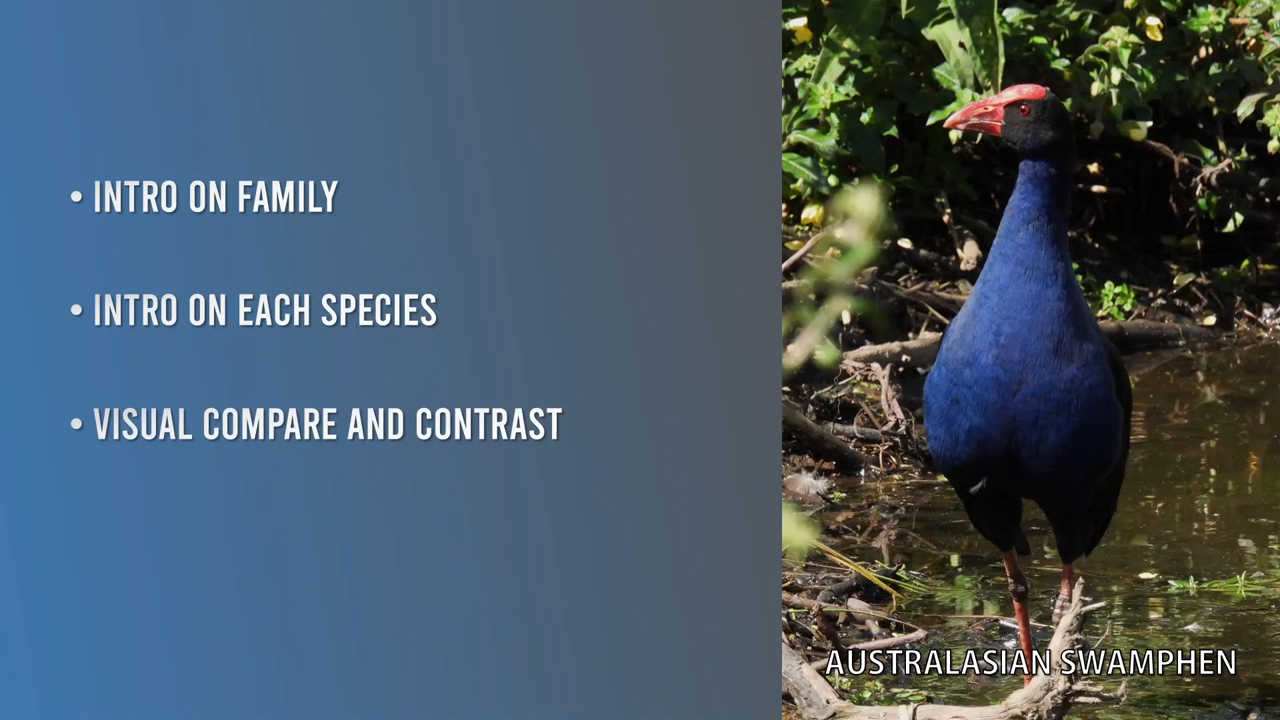 • INTRO ON FAMILY
• INTRO ON EACH SPECIES
• VISUAL COMPARE AND CONTRAST
AUSTRALASIAN SWAMPHEN